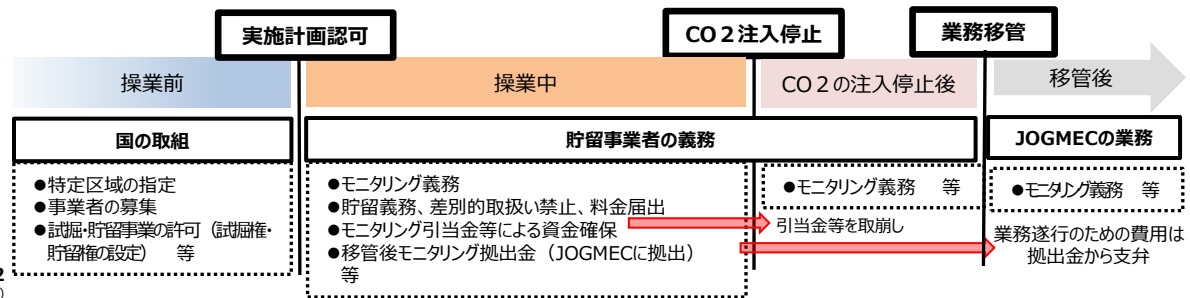 実施計画認可
CO2注入停止
業務移管
操業前
操業中
CO2の注入停止後
移管後
国の取組
貯留事業者の義務
JOGMECの業務
●特定区域の指定
●事業者の募集
●試掘・貯留事業の許可（試掘権・
貯留権の設定） 等
●モニタリング義務
●貯留義務、差別的取扱い禁止、料金届出
●モニタリング引当金等による資金確保
●移管後モニタリング拠出金（JOGMECに拠出）
等
●モニタリング義務 等
引当金等を取崩し
●モニタリング義務 等
業務遂行のための費用は
拠出金から支弁
2
)